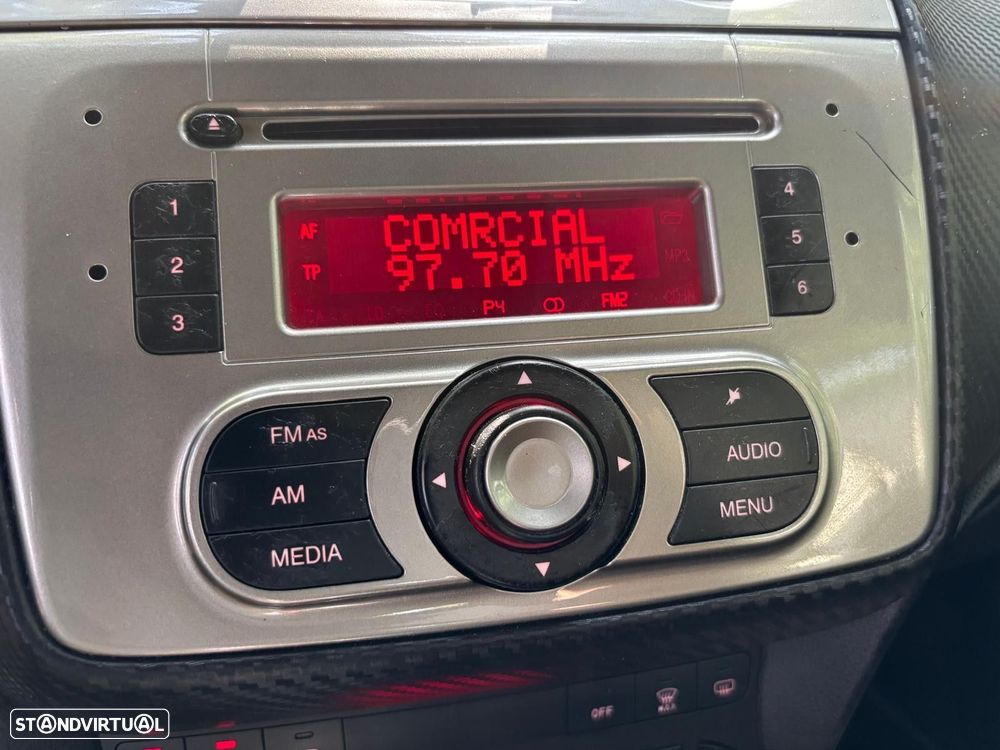 1
2
3
AF
COMRCIAL
TP
97.70 MHz
P4
FM2
MP3
4
5
6
FM AS
AM
MEDIA
AUDIO
MENU
OFF
STANDVIRTUAL